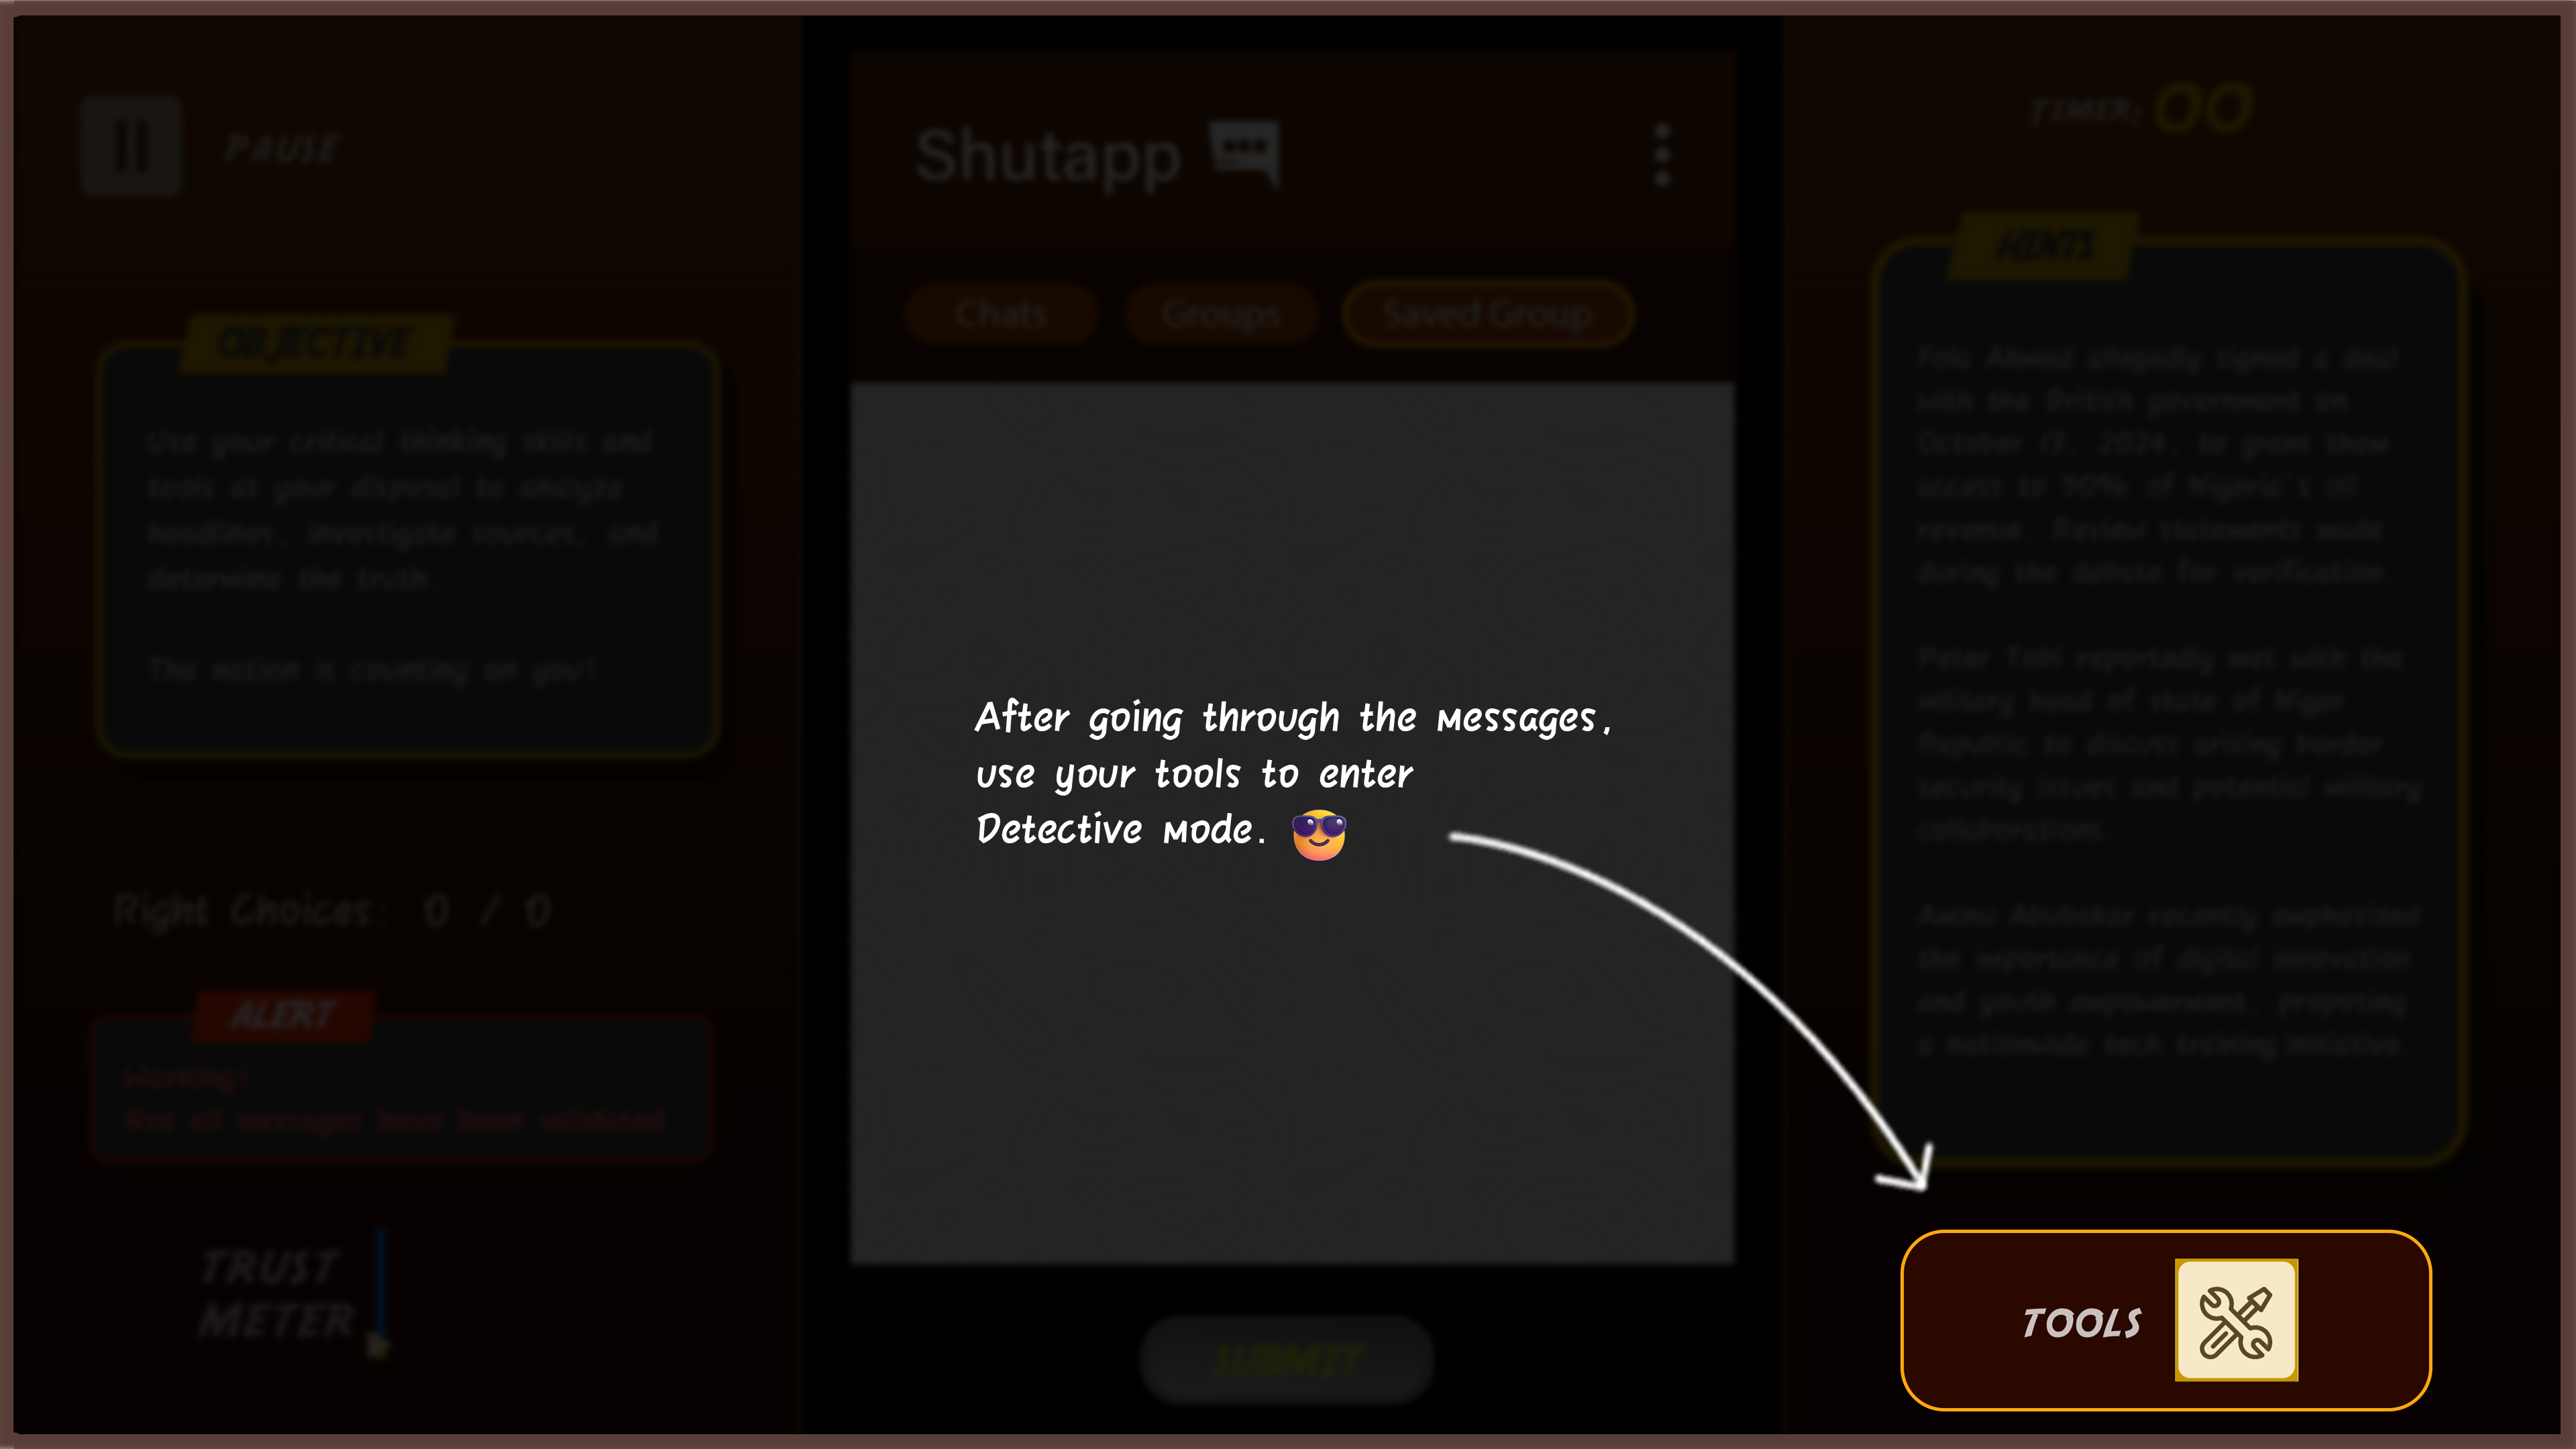 PAUSE
OBJECTIVE
Use your critical thinking skills and
tools at your disposal to analyze
headlines, investigate sources, and
determine the truth.
The nation is counting on you!
Right Choices: 0 / 0
ALERT
Warning!
Not all messages have been validated
TRUST
METER
Shutapp
Chats
Groups
Saved Group
After going through the messages,
use your tools to enter
Detective mode.
SUBMIT
TIMER: 00
HINTS
Fola Ahmed allegedly signed a deal
with the British government on
October 13, 2024, to grant them
access to 90% of Nigeria's oil
revenue. Review statements made
during the debate for verification.
Peter Tobi reportedly met with the
military head of state of Niger
Republic to discuss arising border
security issues and potential military
collaborations.
Aminu Abubakar recently emphasized
the importance of digital innovation
and youth empowerment, proposing
a nationwide tech training initiative.
TOOLS